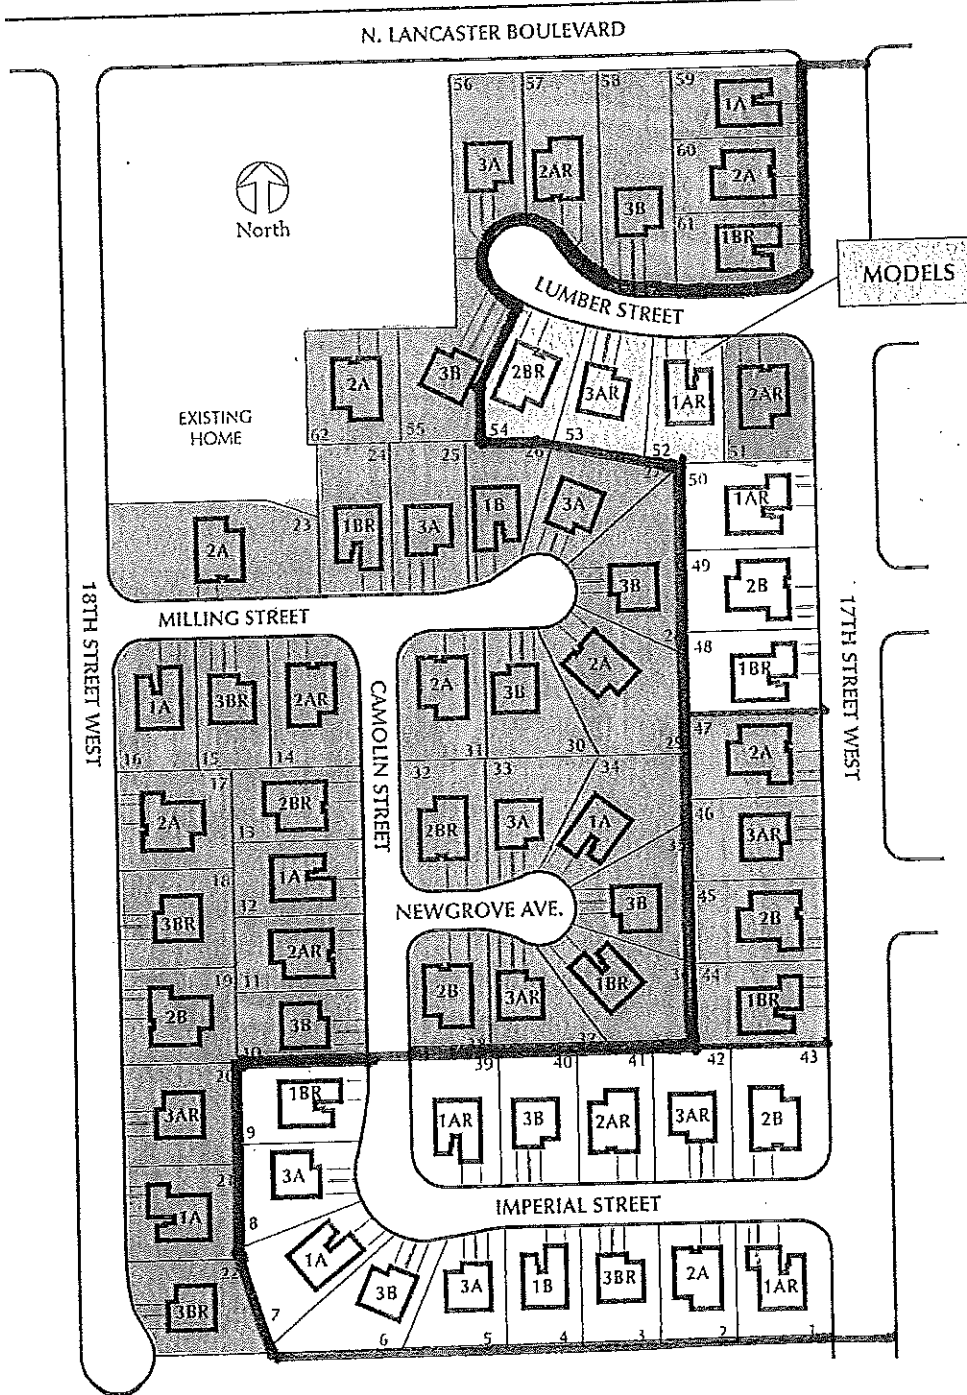 N. LANCASTER BOULEVARD
56
57
58
59
1A
3A
2AR
60
2A
3B
61
1BR
North
MODELS
LUMBER STREET
2A
3B
2BR
3AR
1AR
2AR
EXISTING
HOME
62
55
54
53
52
51
24
25
26
27
50
1AR
23
1BR
3A
1B
3A
2A
49
2B
3B
18TH STREET WEST
MILLING STREET
17TH STREET WEST
48
1BR
2A
1A
3BR
2AR
CAMOLIN STREET
2A
3B
16
15
14
31
30
29
47
2A
32
33
34
17
2A
2BR
13
2BR
3A
1A
46
3AR
1A
35
18
12
3BR
NEWGROVE AVE.
3B
45
2B
2AR
19
11
2B
3B
2B
3AR
1BR
44
1BR
10
38
37
20
39
40
41
42
43
3AR
1BR
9
1AR
3B
2AR
3AR
2B
3A
21
1A
8
IMPERIAL STREET
1A
3B
3A
1B
3BR
2A
1AR
22
3BR
7
6
5
4
3
2
1